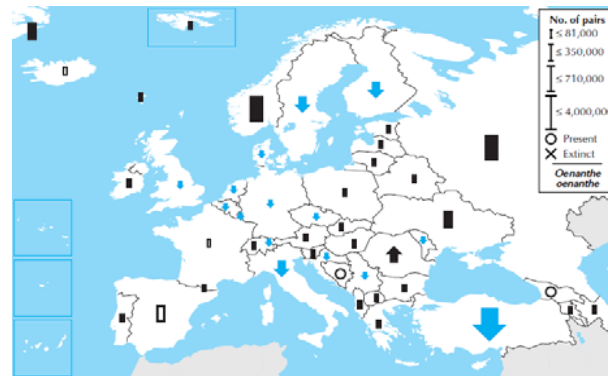 No. of pairs
≤ 81,000
≤ 350,000
≤ 710,000
≤ 4,000,000
Present
Extinct
Oenanthe
oenanthe